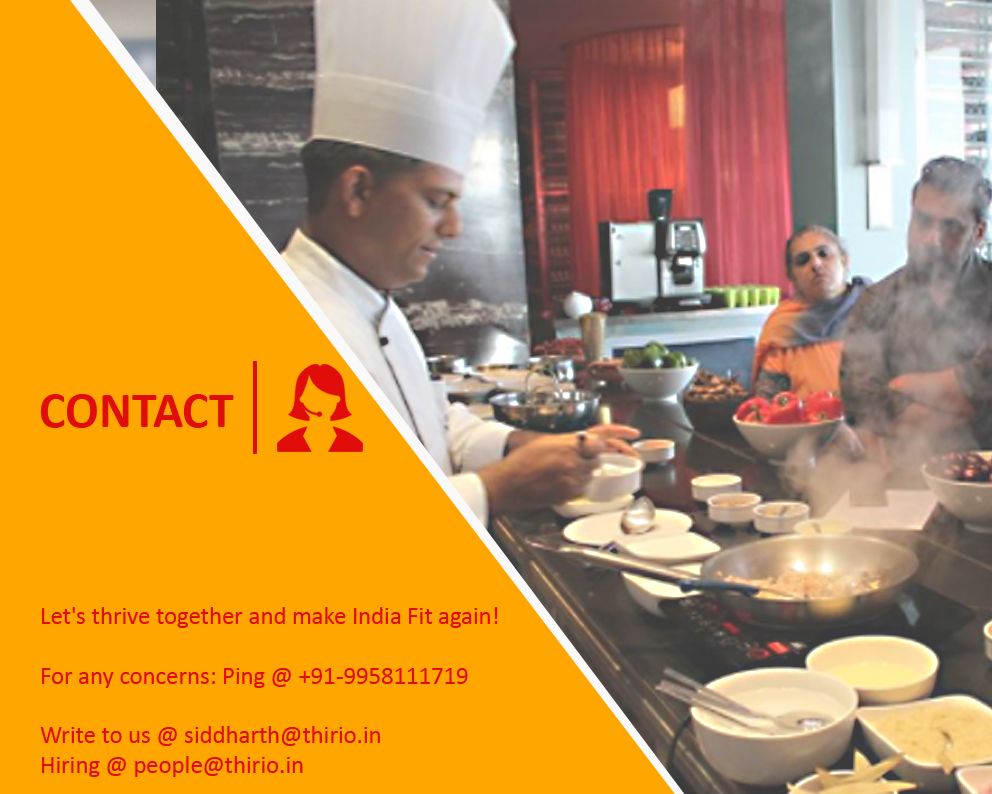 CONTACT
Let's thrive together and make India Fit again!
For any concerns: Ping @ +91-9958111719
Write to us @ siddharth@thirio.in
Hiring @ people@thirio.in